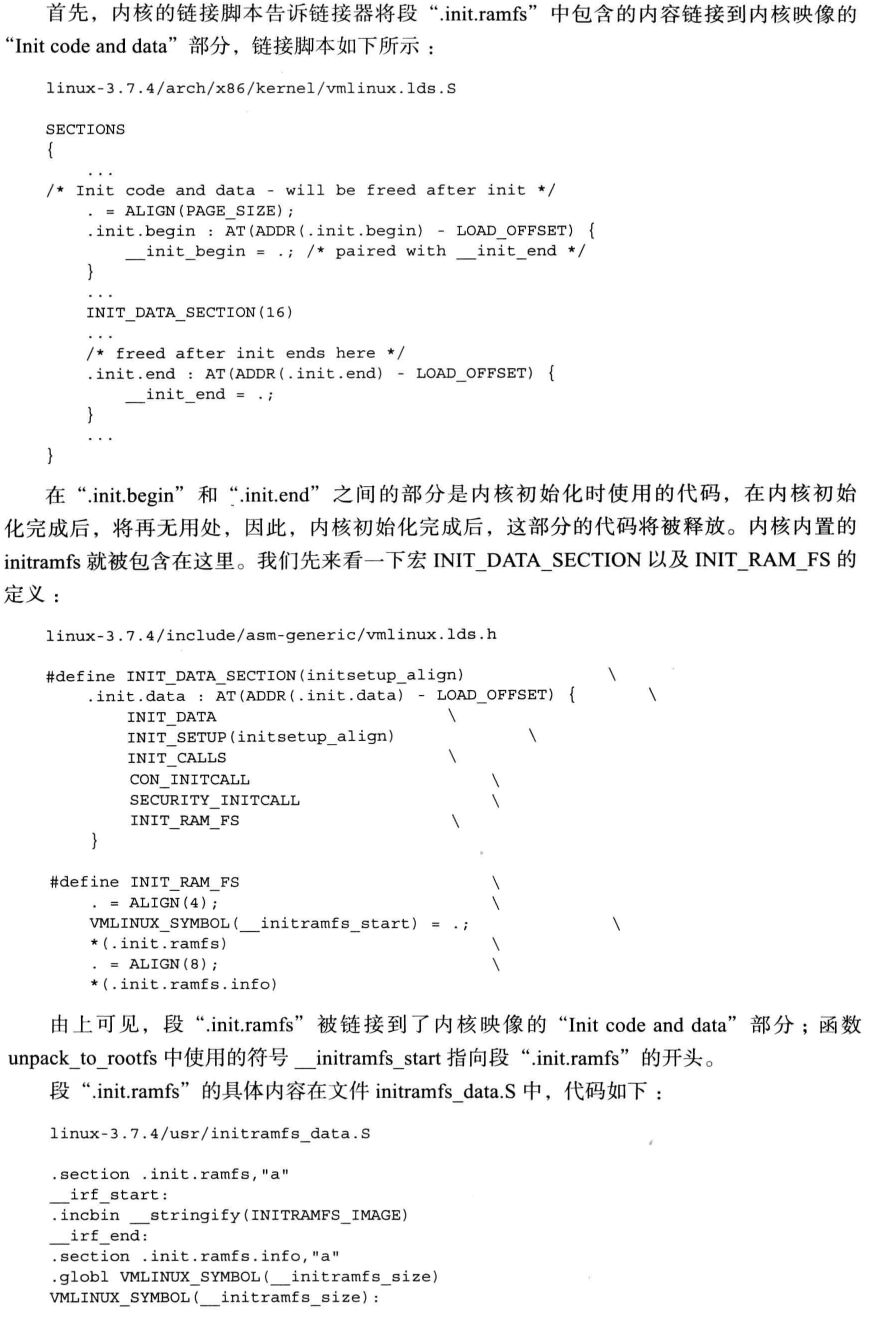 首先，内核的链接脚本告诉链接器将段“.init.ramfs”中包含的内容链接到内核映像的
“Init code and data”部分，链接脚本如下所示：
linux-3.7.4/arch/x86/kernel/vmlinux.lds.S
SECTIONS
{
    ...
/* Init code and data - will be freed after init */
    . = ALIGN(PAGE_SIZE);
    .init.begin : AT(ADDR(.init.begin) - LOAD_OFFSET) {
        __init_begin = .; /* paired with __init_end */
    }
    ...
    INIT_DATA_SECTION(16)
    ...
    /* freed after init ends here */
    .init.end : AT(ADDR(.init.end) - LOAD_OFFSET) {
        __init_end = .;
    }
    ...
}
在“.init.begin”和“.init.end”之间的部分是内核初始化时使用的代码，在内核初始
化完成后，将再无用处，因此，内核初始化完成后，这部分的代码将被释放。内核内置的
initramfs 就被包含在这里。我们先来看一下宏 INIT_DATA_SECTION 以及 INIT_RAM_FS 的
定义：
linux-3.7.4/include/asm-generic/vmlinux.lds.h
#define INIT_DATA_SECTION(initsetup_align) \
    .init.data : AT(ADDR(.init.data) - LOAD_OFFSET) { \
        INIT_DATA \
        INIT_SETUP(initsetup_align) \
        INIT_CALLS \
        CON_INITCALL \
        SECURITY_INITCALL \
        INIT_RAM_FS \
    }
#define INIT_RAM_FS \
    . = ALIGN(4); \
    VMLINUX_SYMBOL(__initramfs_start) = .; \
    *(.init.ramfs) \
    . = ALIGN(8); \
    *(.init.ramfs.info)
由上可见，段“.init.ramfs”被链接到了内核映像的“Init code and data”部分；函数
unpack_to_rootfs 中使用的符号 __initramfs_start 指向段“.init.ramfs”的开头。
段“.init.ramfs”的具体内容在文件 initramfs_data.S 中，代码如下：
linux-3.7.4/usr/initramfs_data.S
.section .init.ramfs,"a"
__irf_start:
.incbin __stringify(INITRAMFS_IMAGE)
__irf_end:
.section .init.ramfs.info,"a"
.globl VMLINUX_SYMBOL(__initramfs_size)
VMLINUX_SYMBOL(__initramfs_size):